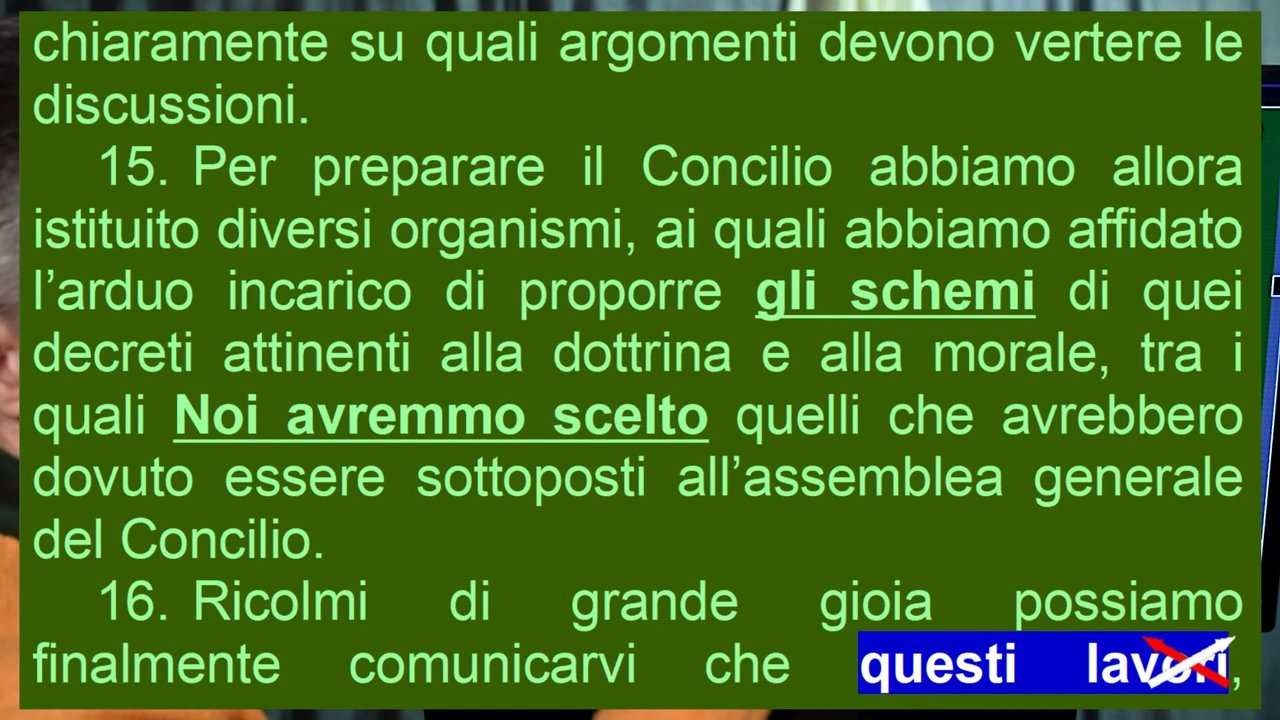 chiaramente su quali argomenti devono vertere le
discussioni.
15. Per preparare il Concilio abbiamo allora
istituito diversi organismi, ai quali abbiamo affidato
l’arduo incarico di proporre gli schemi di quei
decreti attinenti alla dottrina e alla morale, tra i
quali Noi avremmo scelto quelli che avrebbero
dovuto essere sottoposti all’assemblea generale
del Concilio.
16. Ricolmi di grande gioia possiamo
finalmente comunicarvi che questi lavori,